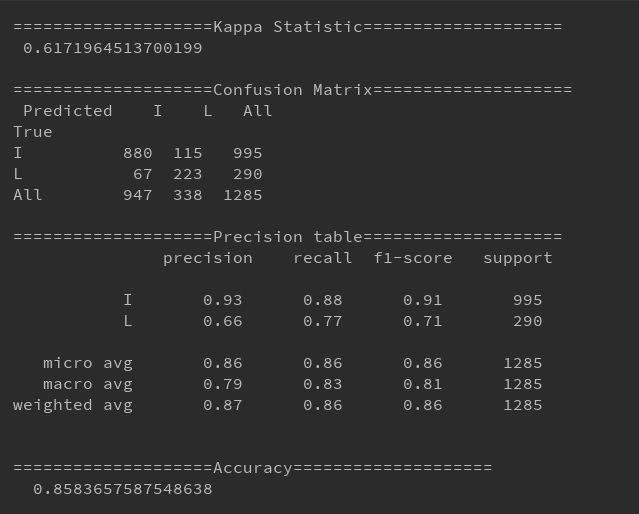 ====================Kappa Statistic====================
0.6171964513700199
====================Confusion Matrix====================
Predicted I L All
True
I 880 115 995
L 67 223 290
All 947 338 1285
====================Precision table====================
precision recall f1-score support
I 0.93 0.88 0.91 995
L 0.66 0.77 0.71 290
micro avg 0.86 0.86 0.86 1285
macro avg 0.79 0.83 0.81 1285
weighted avg 0.87 0.86 0.86 1285
====================Accuracy====================
0.8583657587548638